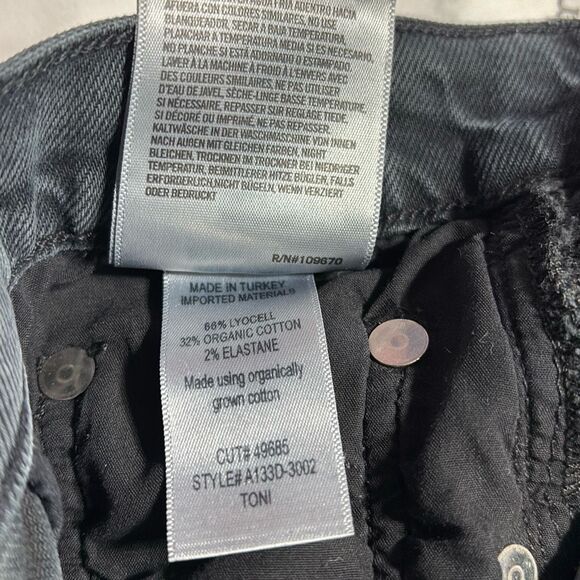 AFUERA CON COLORES SIMILARES, NO USE
BLANQUEADOR, SECAR A BAJA TEMPERATURA,
PLANCHAR A TEMPERATURA MEDIA SI ES NECESARIO,
NO PLANCHE SI EL DECORADO O IMPRESO
LAVER À LA MACHINE À FROID À L'ENVERS AVEC
DES COULEURS SIMILAIRES, NE PAS UTILISER
D'EAU DE JAVEL, SÈCHE-LINGE BASSE TEMPÉRATURE,
SI NÉCESSAIRE, REPASSER SUR RÉGLAGE TIÈDE.
SI DÉCORÉ OU IMPRIMÉ, NE PAS REPASSER.
KALTWÄSCHE IN DER WASCHMASCHINE VON INNEN
NACH AUßEN MIT GLEICHEN FARBEN, NICHT
BLEICHEN, TROCKNEN IM TROCKNER BEI NIEDRIGER
TEMPERATUR, BEIMITTLERER HITZE BÜGLEN, FALLS
ERFORDERLICH,NICHT BÜGELN, WENN VERZIERT
ODER BEDRUCKT
R/N#109670
MADE IN TURKEY
IMPORTED MATERIALS
66% LYOCELL
32% ORGANIC COTTON
2% ELASTANE
Made using organically
grown cotton
CUT# 49685
STYLE# A133D-3002
TONI